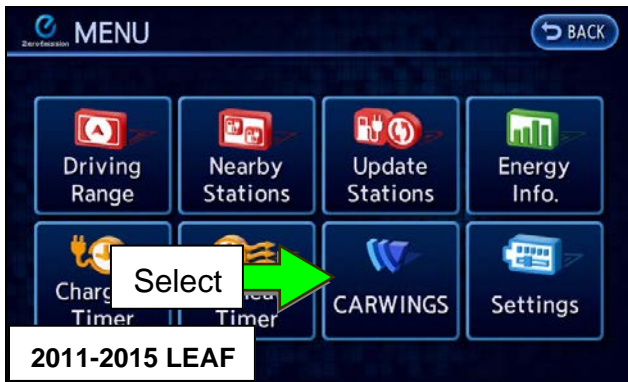 Zero Emission
MENU
BACK
Driving
Range
Nearby
Stations
Update
Stations
Energy
Info.
Timer
Timer
CARWINGS
Settings
Select
2011-2015 LEAF